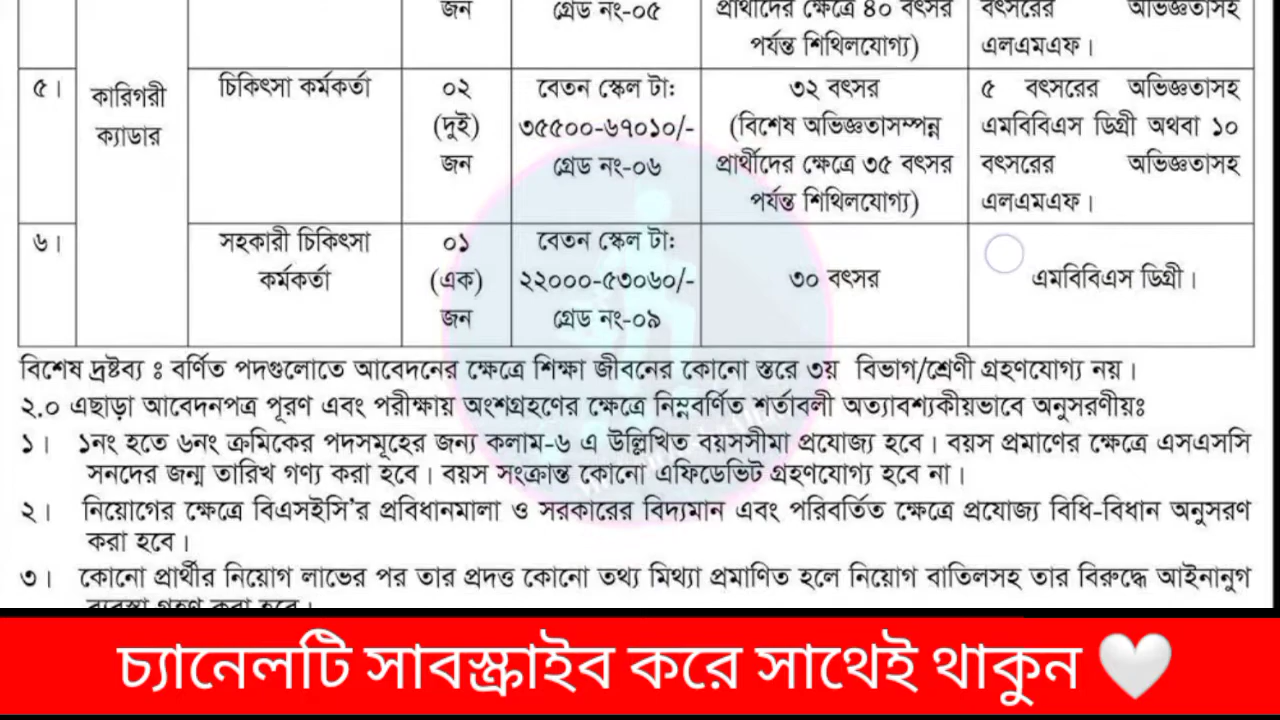 জন গ্রেড নং-০৫ প্রার্থীদের ক্ষেত্রে ৪০ বৎসর বৎসরের অভিজ্ঞতাসহ
পর্যন্ত শিথিলযোগ্য) এলএমএফ।
৫। কারিগরী ক্যাডার চিকিৎসা কর্মকর্তা ০২ বেতন স্কেল টা: ৩২ বৎসর ৫ বৎসরের অভিজ্ঞতাসহ
(দুই) ৩৫৫০০-৬৭০১০/- (বিশেষ অভিজ্ঞতাসম্পন্ন এমবিবিএস ডিগ্রী অথবা ১০
জন গ্রেড নং-০৬ প্রার্থীদের ক্ষেত্রে ৩৫ বৎসর বৎসরের অভিজ্ঞতাসহ
পর্যন্ত শিথিলযোগ্য) এলএমএফ।
৬। সহকারী চিকিৎসা ০১ বেতন স্কেল টা:
কর্মকর্তা (এক) ২২০০০-৫৩০৬০/- ৩০ বৎসর এমবিবিএস ডিগ্রী।
জন গ্রেড নং-০৯
বিশেষ দ্রষ্টব্য ঃ বর্ণিত পদগুলোতে আবেদনের ক্ষেত্রে শিক্ষা জীবনের কোনো স্তরে ৩য় বিভাগ/শ্রেণী গ্রহণযোগ্য নয়।
২.০ এছাড়া আবেদনপত্র পূরণ এবং পরীক্ষায় অংশগ্রহণের ক্ষেত্রে নিম্নবর্ণিত শর্তাবলী অত্যাবশ্যকীয়ভাবে অনুসরণীয়ঃ
১। ১নং হতে ৬নং ক্রমিকের পদসমূহের জন্য কলাম-৬ এ উল্লিখিত বয়সসীমা প্রযোজ্য হবে। বয়স প্রমাণের ক্ষেত্রে এসএসসি
সনদের জন্ম তারিখ গণ্য করা হবে। বয়স সংক্রান্ত কোনো এফিডেভিট গ্রহণযোগ্য হবে না।
২। নিয়োগের ক্ষেত্রে বিএসইসি’র প্রবিধানমালা ও সরকারের বিদ্যমান এবং পরিবর্তিত ক্ষেত্রে প্রযোজ্য বিধি-বিধান অনুসরণ
করা হবে।
৩। কোনো প্রার্থীর নিয়োগ লাভের পর তার প্রদত্ত কোনো তথ্য মিথ্যা প্রমাণিত হলে নিয়োগ বাতিলসহ তার বিরুদ্ধে আইনানুগ
ব্যবস্থা গ্রহণ করা হবে।
চ্যানেলটি সাবস্ক্রাইব করে সাথেই থাকুন 🤍